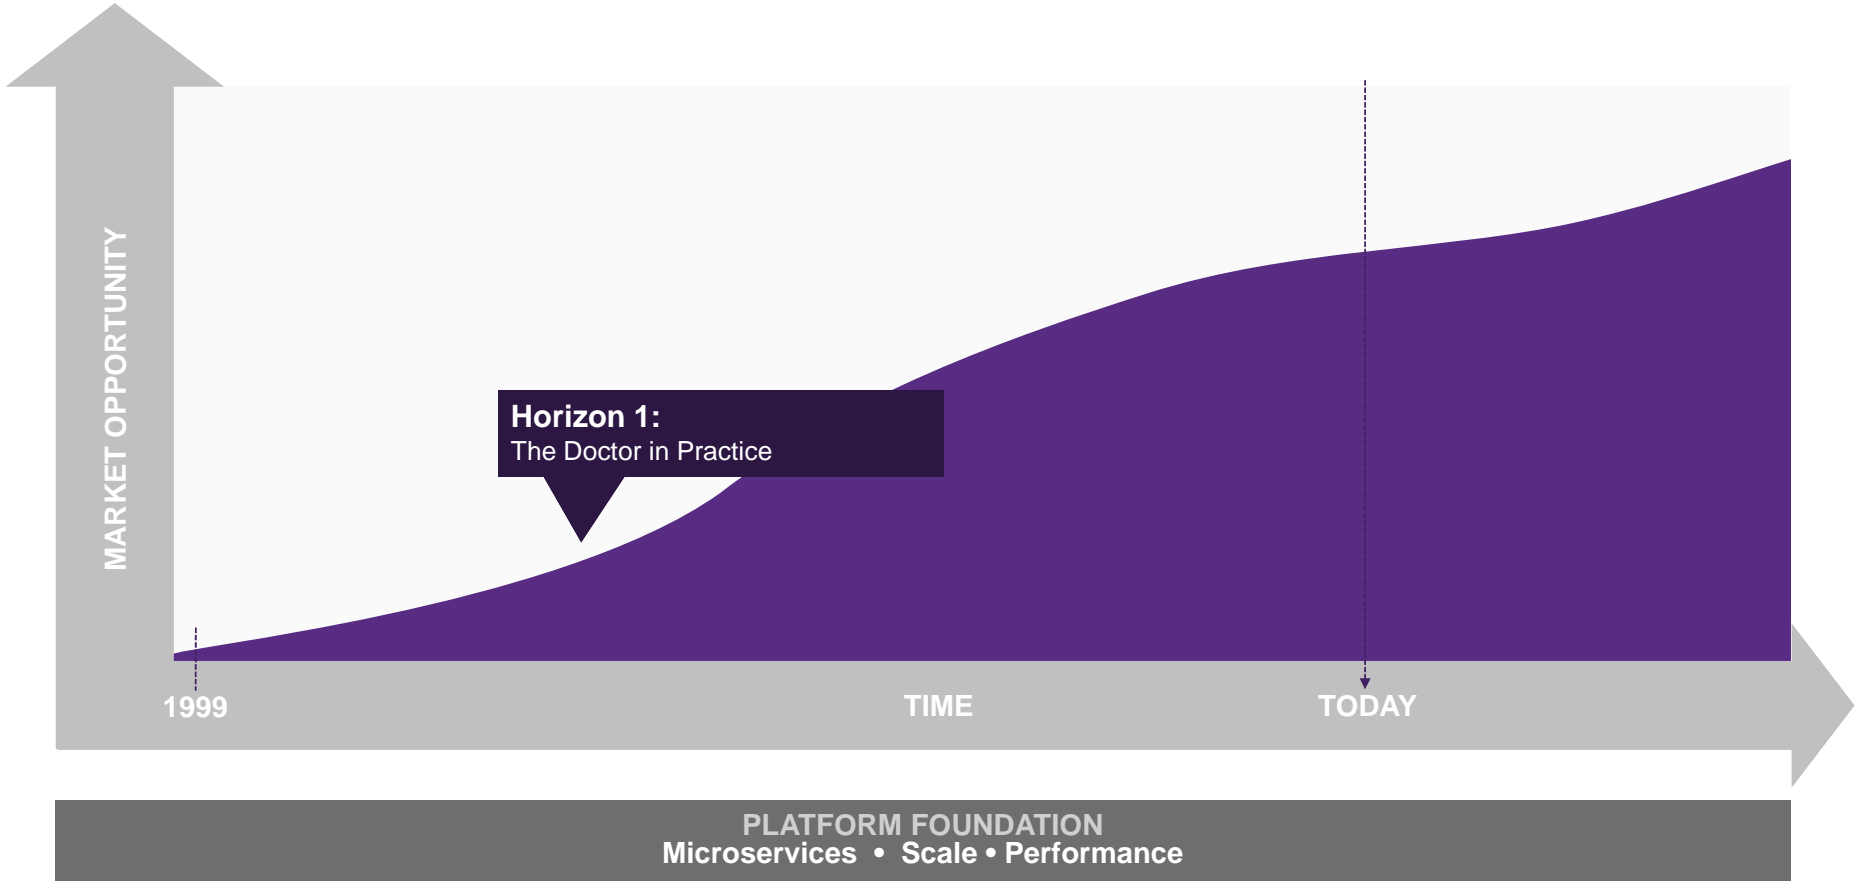 MARKET OPPORTUNITY
Horizon 1:
The Doctor in Practice
1999
TIME
TODAY
PLATFORM FOUNDATION
Microservices • Scale • Performance